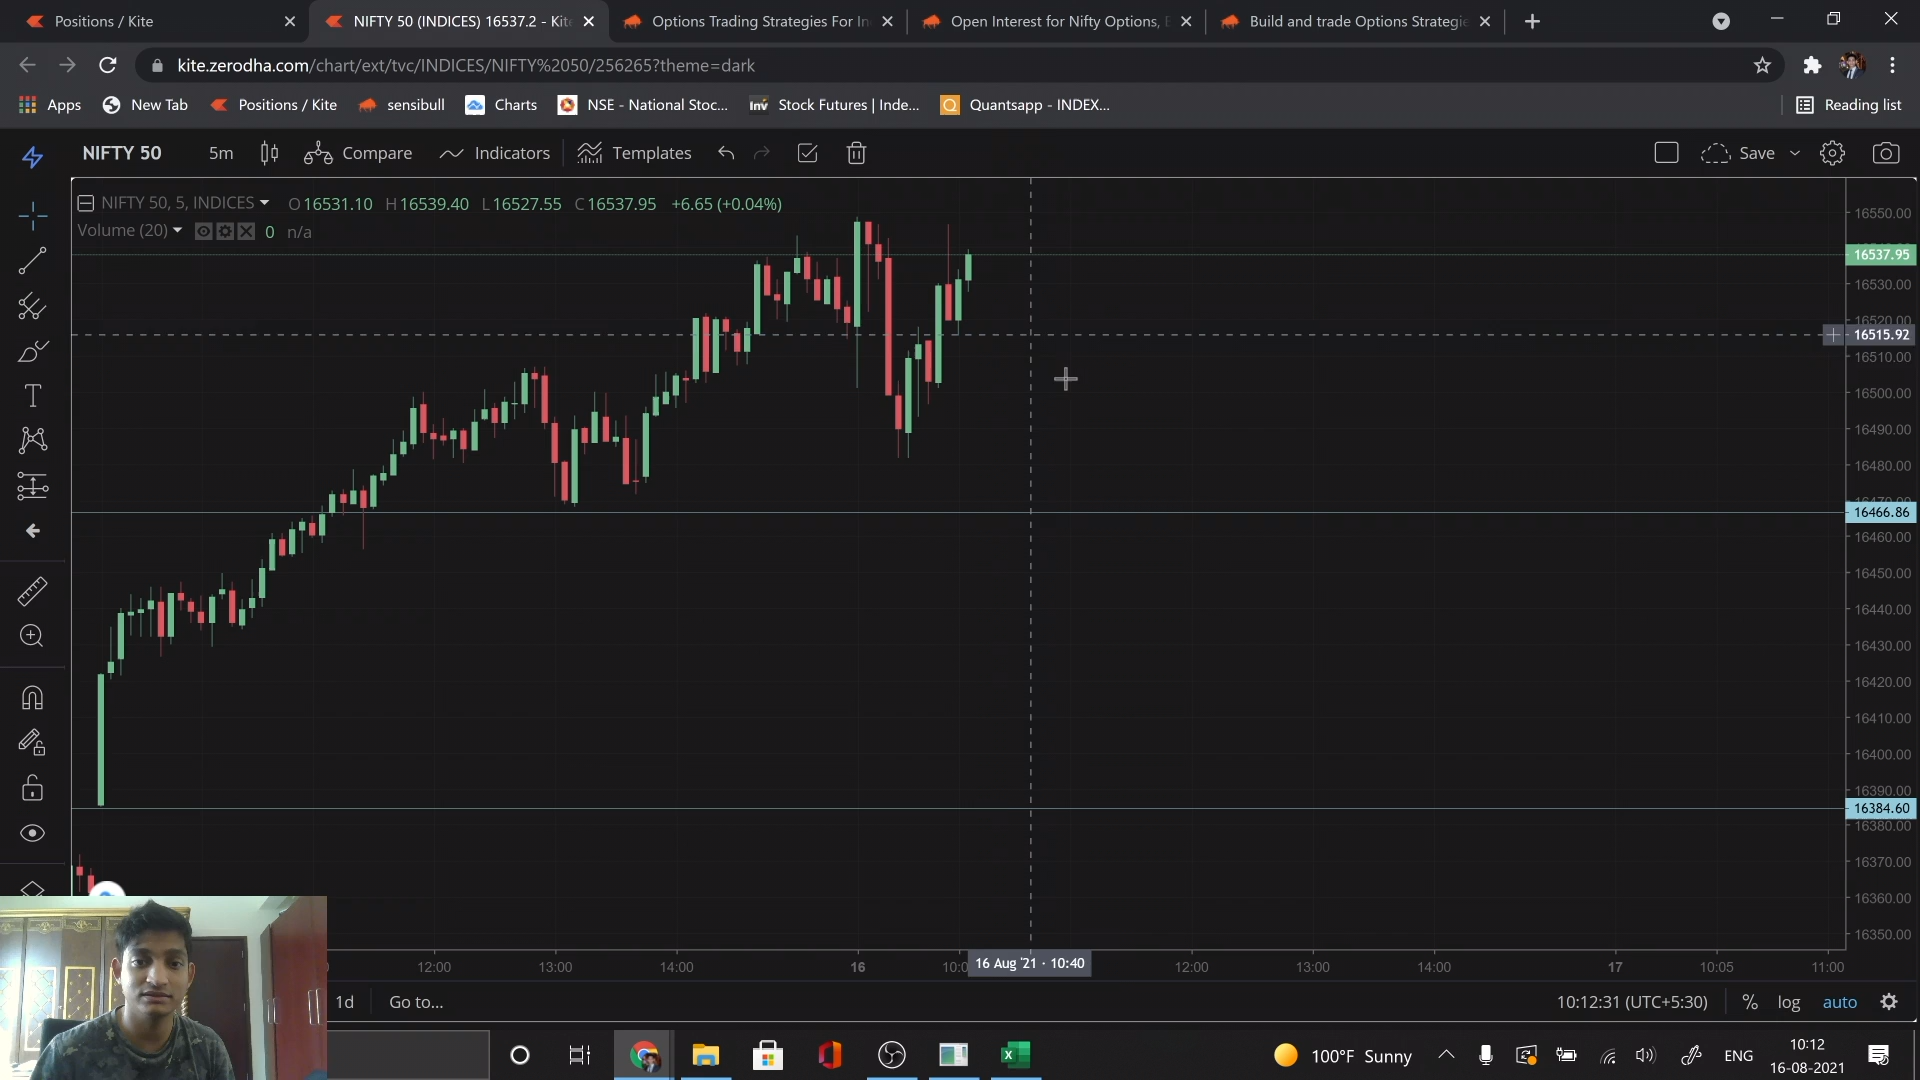 Positions / Kite
NIFTY 50 (INDICES) 16537.2 - Kit
Options Trading Strategies For In
Open Interest for Nifty Options, B
Build and trade Options Strategie
kite.zerodha.com/chart/ext/tvc/INDICES/NIFTY%2050/256265?theme=dark
Apps
New Tab
Positions / Kite
sensibull
Charts
NSE - National Stoc...
Inv
Stock Futures | Inde...
Q
Quantsapp - INDEX...
Reading list
NIFTY 50
5m
Compare
Indicators
Templates
Save
NIFTY 50, 5, INDICES
O 16531.10 H 16539.40 L 16527.55 C 16537.95 +6.65 (+0.04%)
Volume (20)
0 n/a
16550.00
16537.95
16530.00
16520.00
16515.92
16510.00
16500.00
16490.00
16480.00
16470.00
16466.86
16460.00
16450.00
16440.00
16430.00
16420.00
16410.00
16400.00
16390.00
16384.60
16380.00
16370.00
16360.00
16350.00
12:00
13:00
14:00
16
10:0
16 Aug '21 · 10:40
12:00
13:00
14:00
17
10:05
11:00
1d
Go to...
10:12:31 (UTC+5:30)
%
log
auto
100°F Sunny
ENG
10:12
16-08-2021